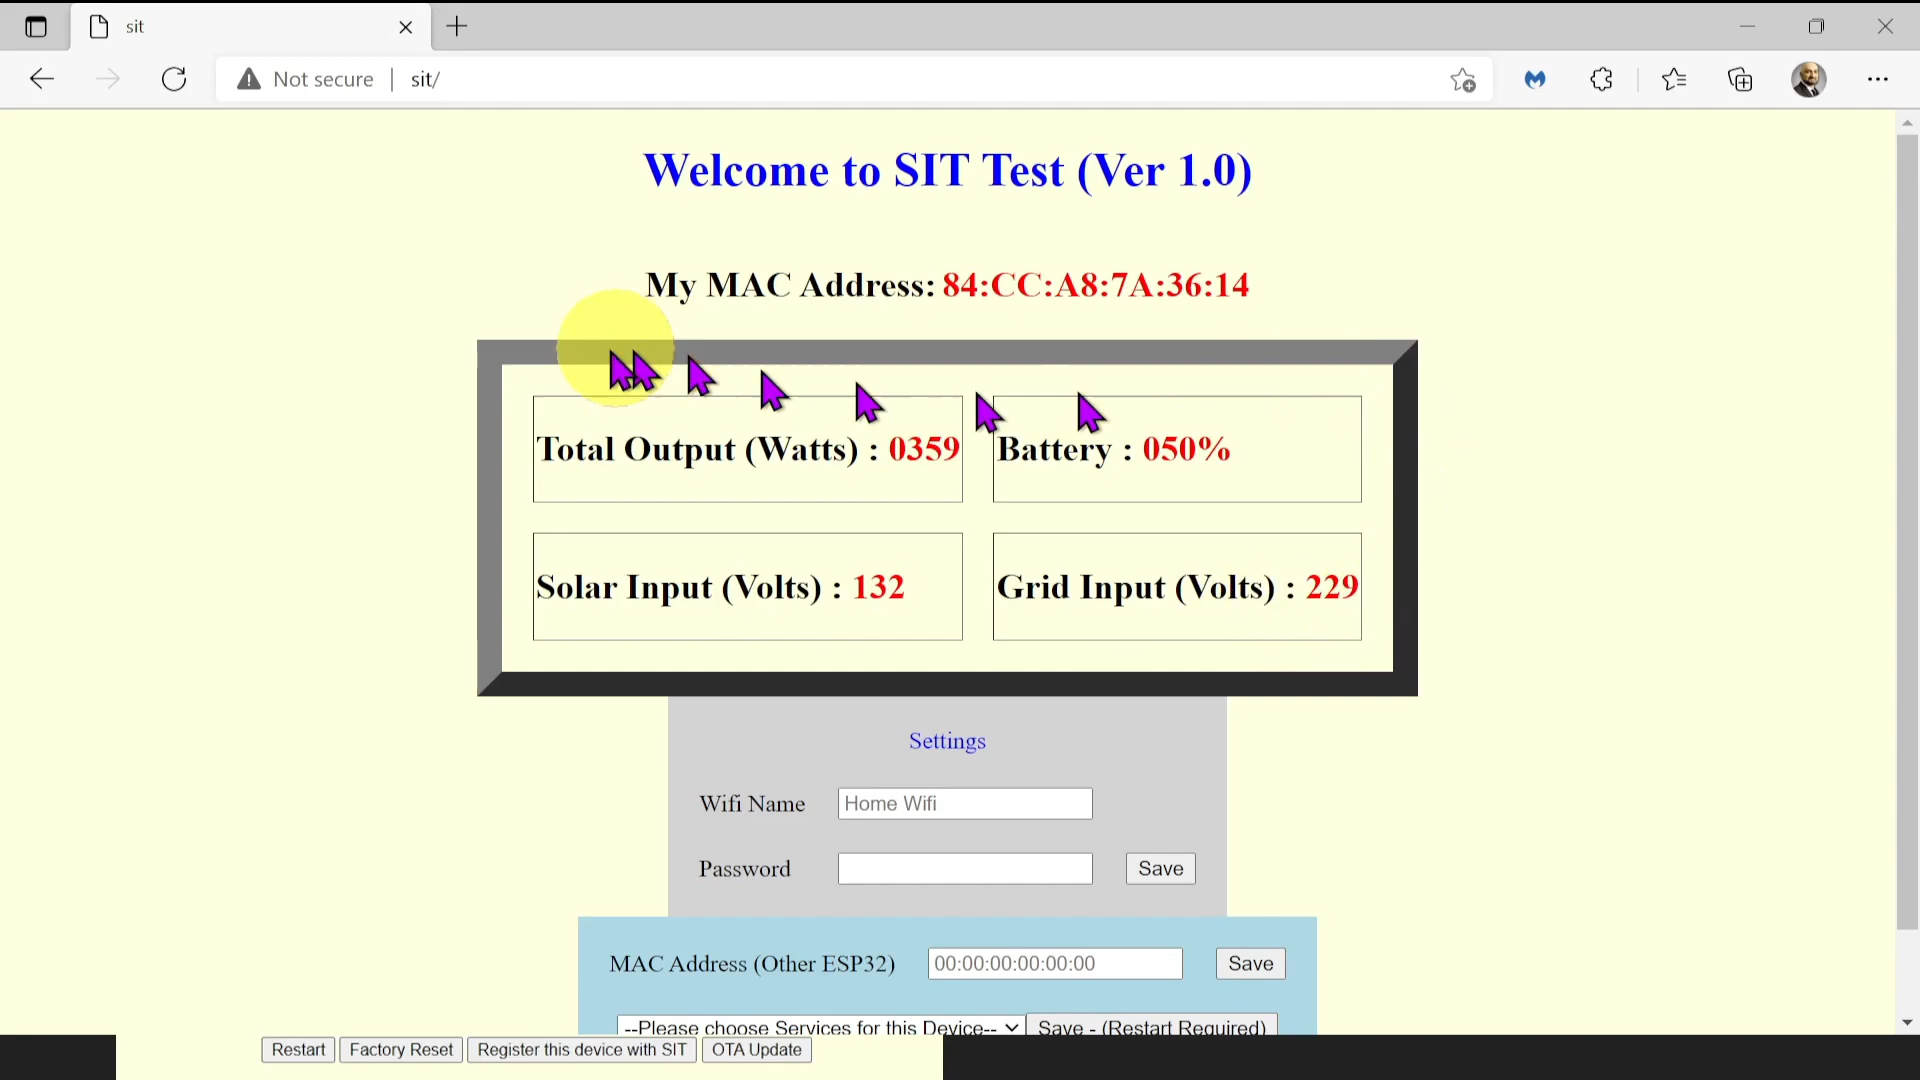 sit
Not secure | sit/
Welcome to SIT Test (Ver 1.0)
My MAC Address: 84:CC:A8:7A:36:14
Total Output (Watts) : 0359
Battery : 050%
Solar Input (Volts) : 132
Grid Input (Volts) : 229
Settings
Wifi Name Home Wifi
Password Save
MAC Address (Other ESP32) 00:00:00:00:00:00 Save
--Please choose Services for this Device-- Save - (Restart Required)
Restart Factory Reset Register this device with SIT OTA Update